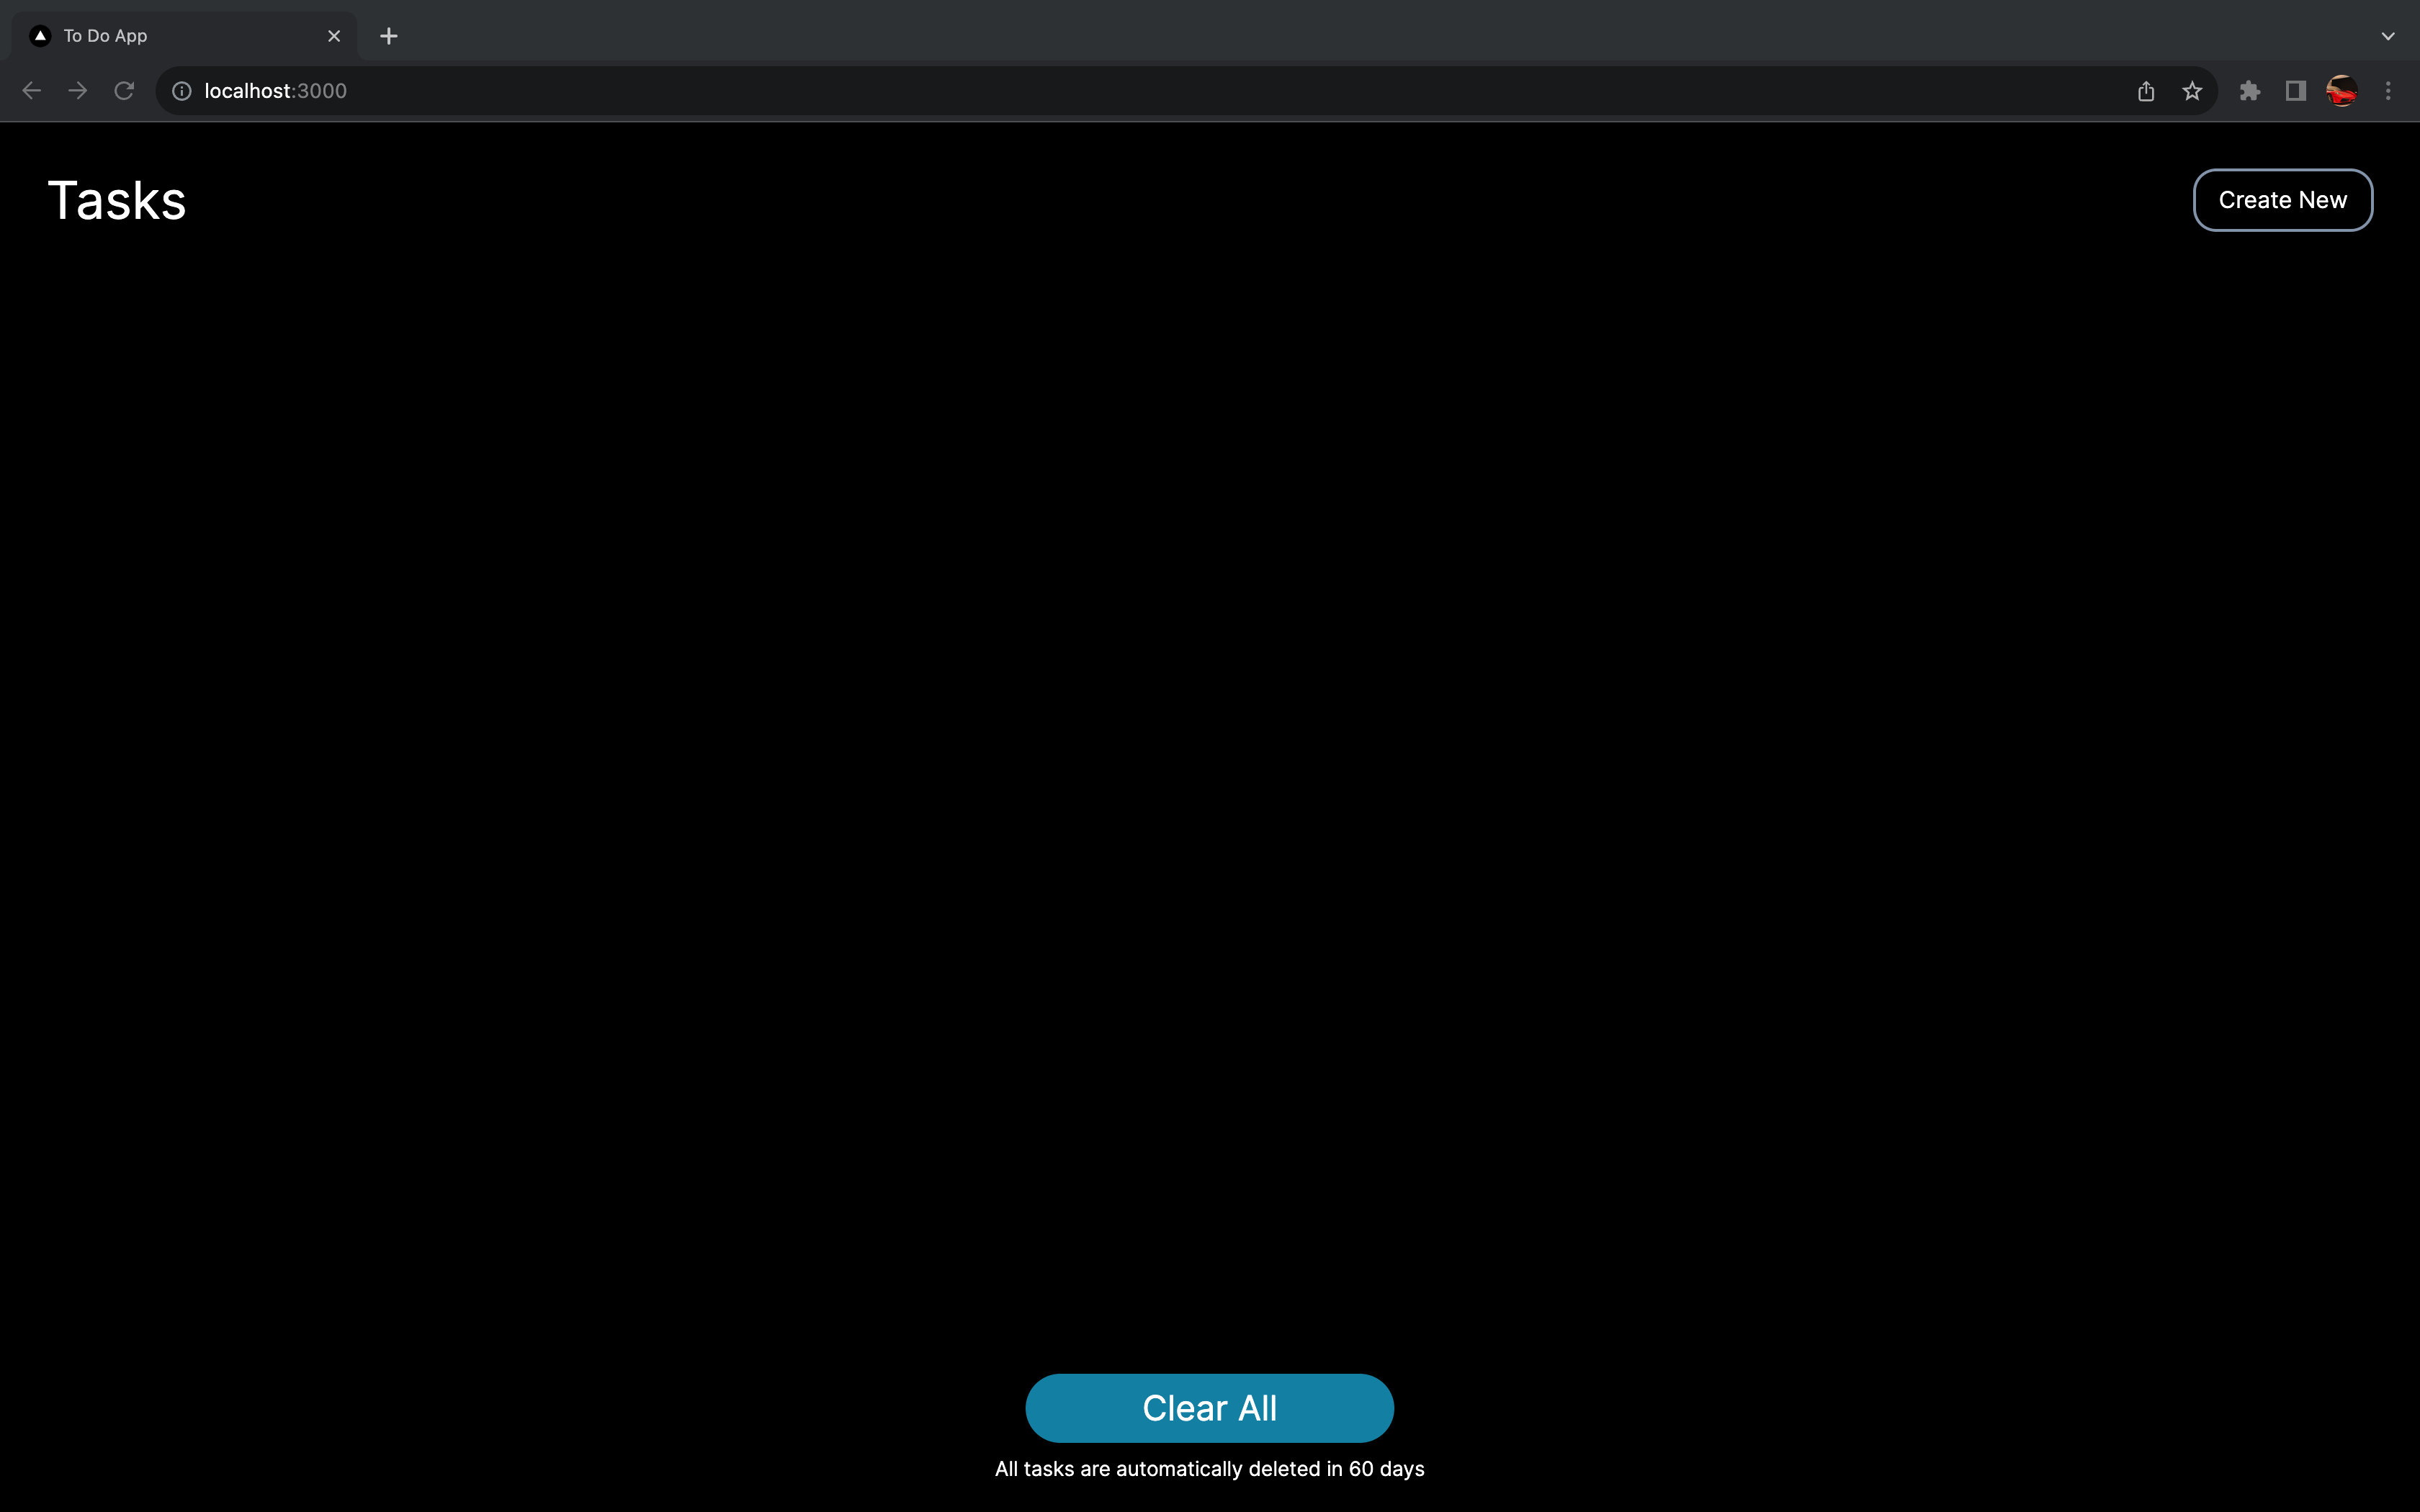 To Do App
localhost:3000
Tasks
Create New
Clear All
All tasks are automatically deleted in 60 days